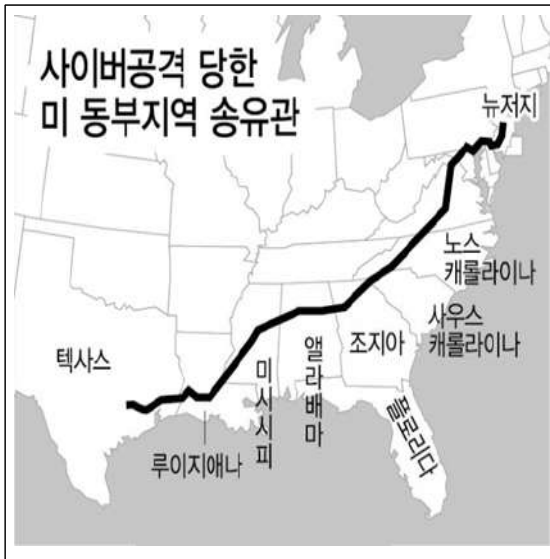 사이버공격 당한
미 동부지역 송유관
뉴저지
노스
캐롤라이나
사우스
캐롤라이나
조지아
앨라배마
미시시피
텍사스
루이지애나
플로리다